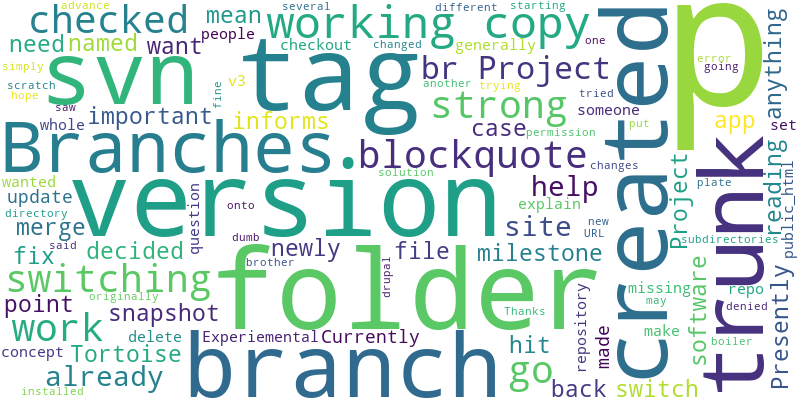 advance
several
different
starting
checked
mean
working copy
created
p
need
named
want
people
checkout
changed
generally
one
anything
simply
svn
tag
br Project
error
going
scratch
hope
saw
fine
v3
another
trying
tried
important
informs
strong
someone
put
app
set
whole
Branches
case
permission
blockquote
changes
trunk
reading
wanted
version
solution
help
Project
plate
public_html
update
question
onto
explain
new
URL
directory
merge
said
dumb
site
subdirectories
fix
decided
newly
file
milestone
brother
drupal
switching
folder
software
missing
repo
Presently
originally
may
denied
point
snapshot
Thanks
repository
make
work
delete
Experiemental
Currently
hit
made
boiler
concept
Tortoise
branch
go
already
back
switch
installed